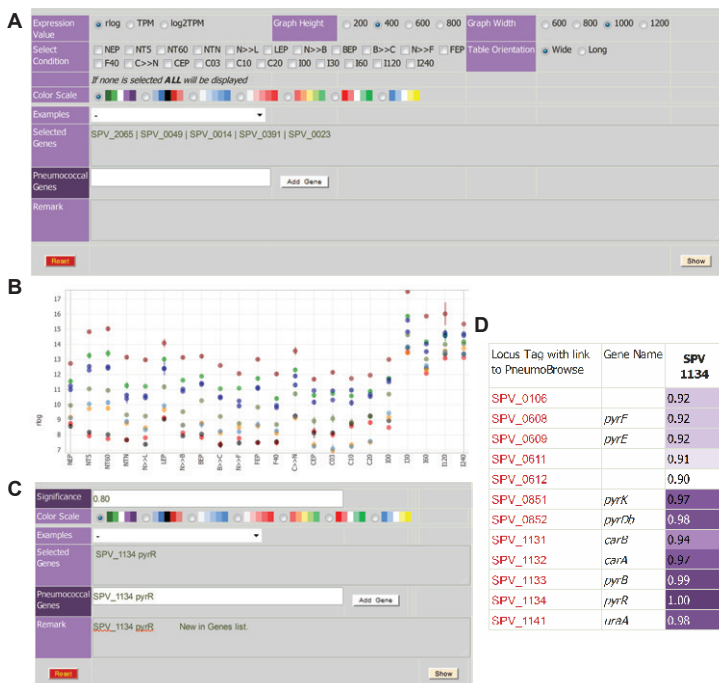 A
Expression Value rlog TPM log2TPM Graph Height 200 400 600 800 Graph Width 600 800 1000 1200
Select Condition NEP NT5 NT60 NTN N>>L LEP N>>B BEP B>>C N>>F FEP Table Orientation Wide Long
F40 C>>N CEP C03 C10 C20 I00 I30 I60 I120 I240
If none is selected ALL will be displayed
Color Scale
Examples -
Selected Genes SPV_2065 | SPV_0049 | SPV_0014 | SPV_0391 | SPV_0023
Pneumococcal Genes Add Gene
Remark
Reset Show
B
17
16
15
14
13
12
11
10
9
8
7
rlog
NEP NT5 NT60 NTN N>>L LEP N>>B BEP B>>C N>>F FEP F40 C>>N CEP C03 C10 C20 I00 I30 I60 I120 I240
C
Significance 0.80
Color Scale
Examples -
Selected Genes SPV_1134 pyrR
Pneumococcal Genes SPV_1134 pyrR Add Gene
Remark SPV_1134 pyrR New in Genes list.
Reset Show
D
Locus Tag with link to PneumoBrowse Gene Name SPV 1134
SPV_0106 0.92
SPV_0608 pyrF 0.92
SPV_0609 pyrE 0.92
SPV_0611 0.91
SPV_0612 0.90
SPV_0851 pyrK 0.97
SPV_0852 pyrDb 0.98
SPV_1131 carB 0.94
SPV_1132 carA 0.97
SPV_1133 pyrB 0.99
SPV_1134 pyrR 1.00
SPV_1141 uraA 0.98